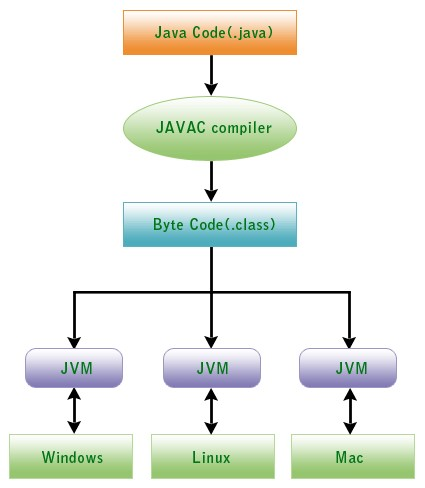 Java Code(.java)
JAVAC compiler
Byte Code(.class)
JVM
JVM
JVM
Windows
Linux
Mac